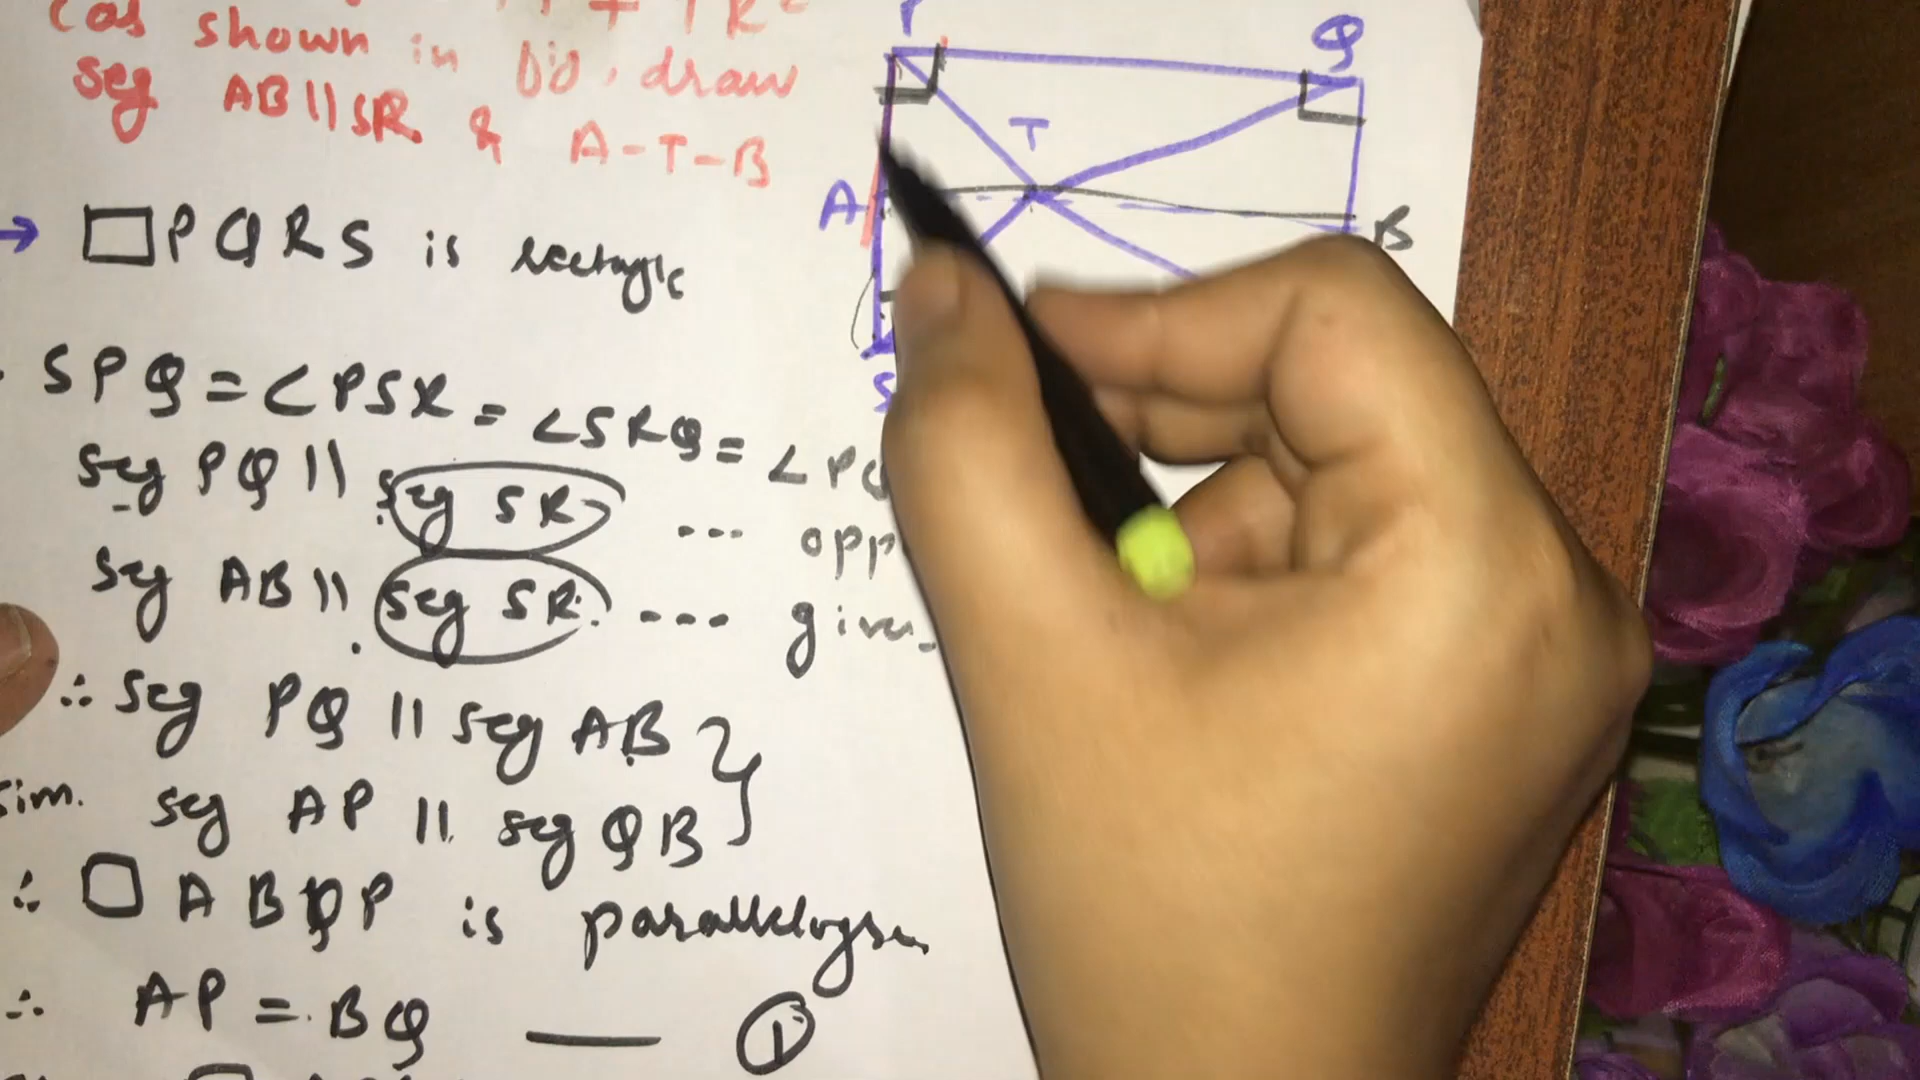 (as shown in fig, draw
seg AB || SR & A-T-B
→ □PQRS is rectagle
SPQ = ∠PSR = ∠SRQ = ∠PQ
seg PQ || seg SR ... opp
seg AB || seg SR. ... given
∴ seg PQ || seg AB
sim. seg AP || seg QB
∴ □ ABQP is parallelogram
∴ AP = BQ — ①
P
Q
T
A
B
S